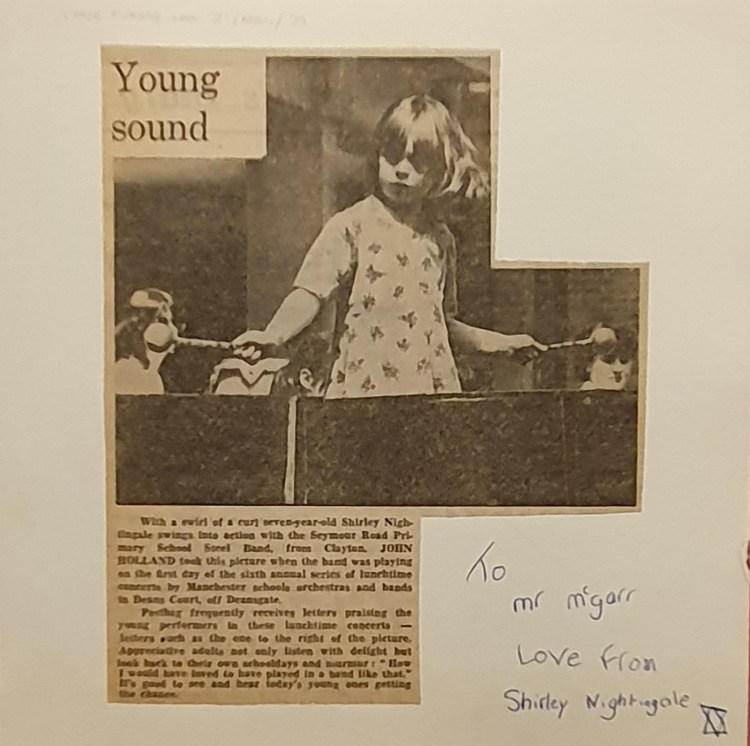 Young
sound
With a swirl of a curl seven-year-old Shirley Nigh-
tingale swings into action with the Seymour Road Pri-
mary School Steel Band, from Clayton. JOHN
HOLLAND took this picture when the band was playing
on the first day of the sixth annual series of lunchtime
concerts by Manchester schools orchestras and bands
in Deans Court, off Deansgate.
Postbag frequently receives letters praising the
young performers in these lunchtime concerts —
letters such as the one to the right of the picture.
Appreciative adults not only listen with delight but
look back to their own schooldays and murmur: "How
I would have loved to have played in a band like that."
It's good to see and hear today's young ones getting
the chance.
To
mr mcgarr
Love from
Shirley Nightingale